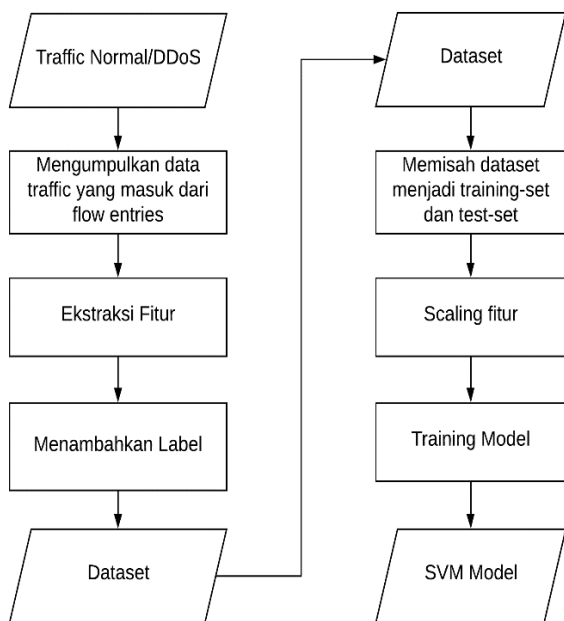 Traffic Normal/DDoS
Mengumpulkan data
traffic yang masuk dari
flow entries
Ekstraksi Fitur
Menambahkan Label
Dataset
Dataset
Memisah dataset
menjadi training-set
dan test-set
Scaling fitur
Training Model
SVM Model